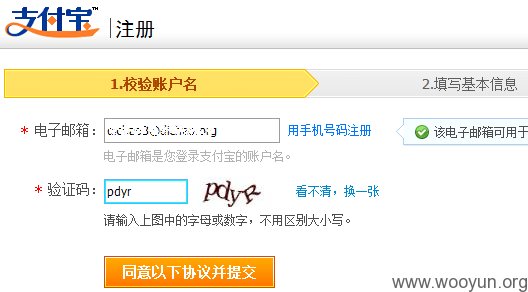 支付宝™ | 注册
1.校验账户名 2.填写基本信息
* 电子邮箱： 用手机号码注册 该电子邮箱可用于
电子邮箱是您登录支付宝的账户名。
* 验证码： pdyr pdyr 看不清，换一张
请输入上图中的字母或数字，不用区别大小写。
同意以下协议并提交
www.wooyun.org